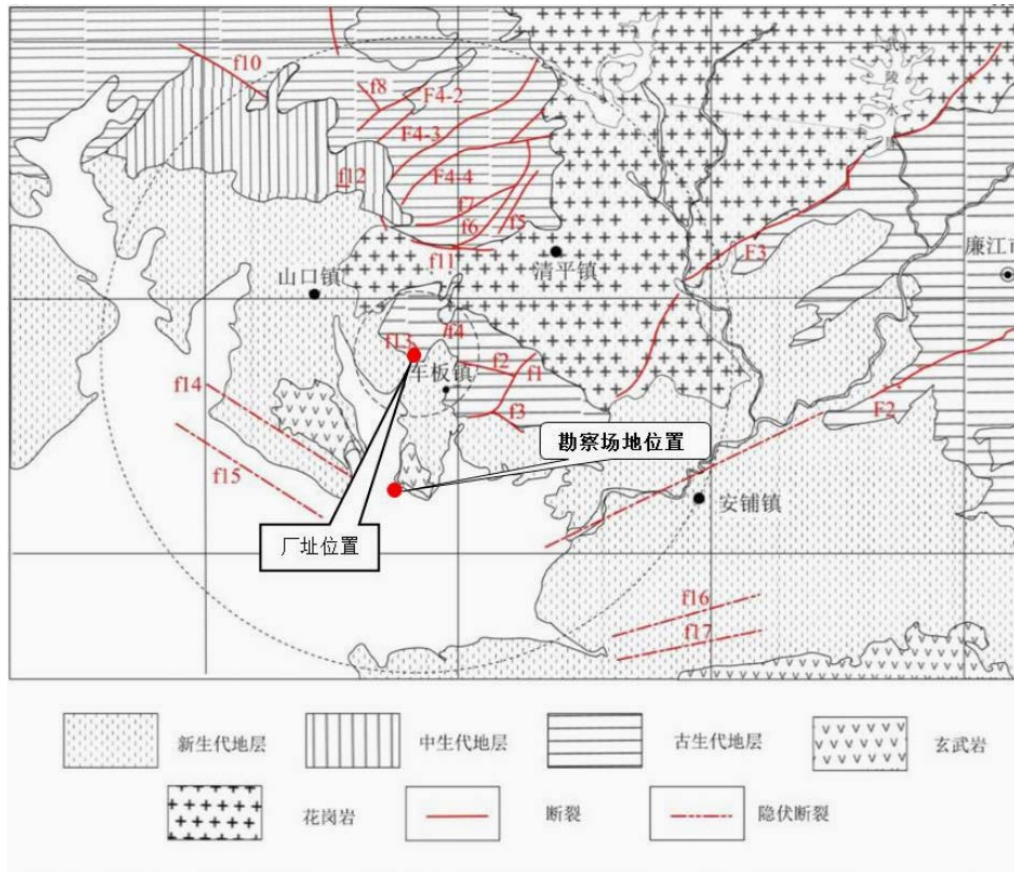 f10
f8
F4-2
F4-3
F4-4
f12
f7
f6
f5
f11
F3
清平镇
廉江市
山口镇
f4
f13
f2
f1
车板镇
f14
f3
F2
勘察场地位置
f15
安铺镇
厂址位置
f16
f17
新生代地层
中生代地层
古生代地层
玄武岩
花岗岩
断裂
隐伏断裂